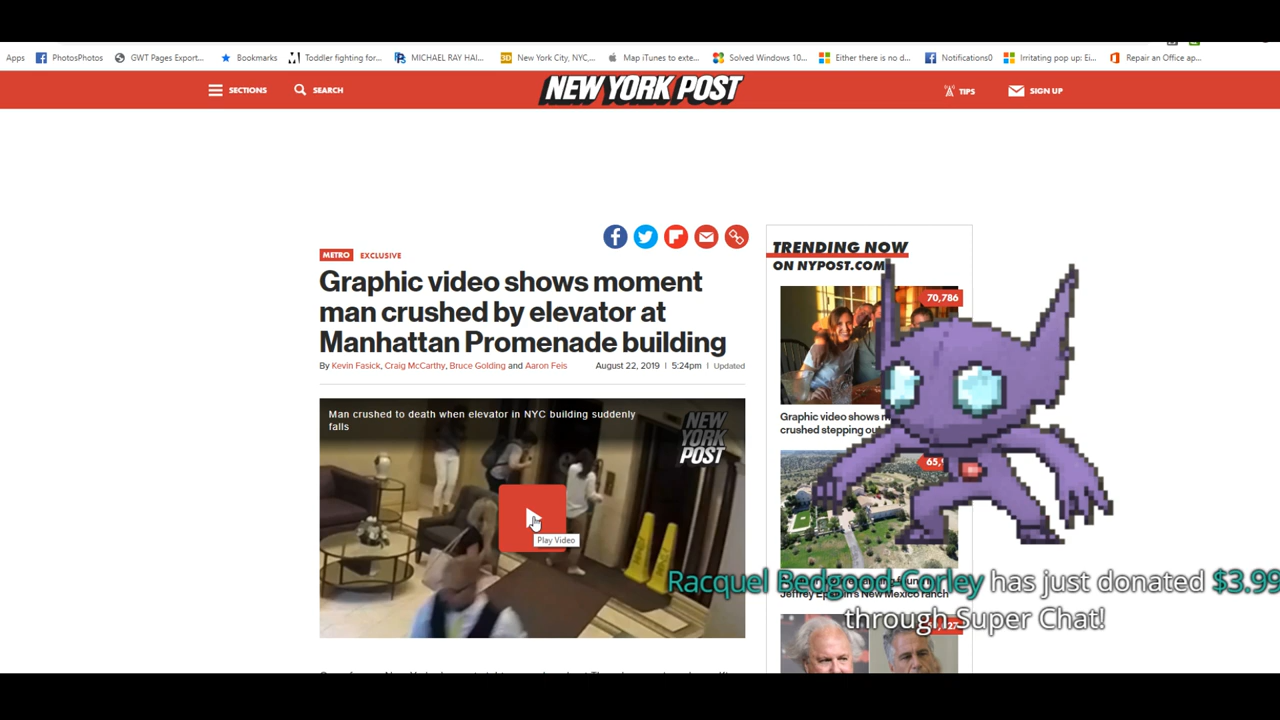 Apps PhotosPhotos GWT Pages Export... Bookmarks Toddler fighting for... MICHAEL RAY HAI... New York City, NYC,... Map iTunes to exte... Solved Windows 10... Either there is no d... Notifications0 Irritating pop up: Ei... Repair an Office ap...
SECTIONS SEARCH NEW YORK POST TIPS SIGN UP
METRO EXCLUSIVE
Graphic video shows moment
man crushed by elevator at
Manhattan Promenade building
By Kevin Fasick, Craig McCarthy, Bruce Golding and Aaron Feis August 22, 2019 | 5:24pm | Updated
Man crushed to death when elevator in NYC building suddenly
falls
NEW
YORK
POST
Play Video
TRENDING NOW
ON NYPOST.COM
70,786
Graphic video shows
crushed stepping
65,
Jeffrey Epstein's New Mexico ranch
Racquel Bedgood-Corley has just donated $3.99
through Super Chat!